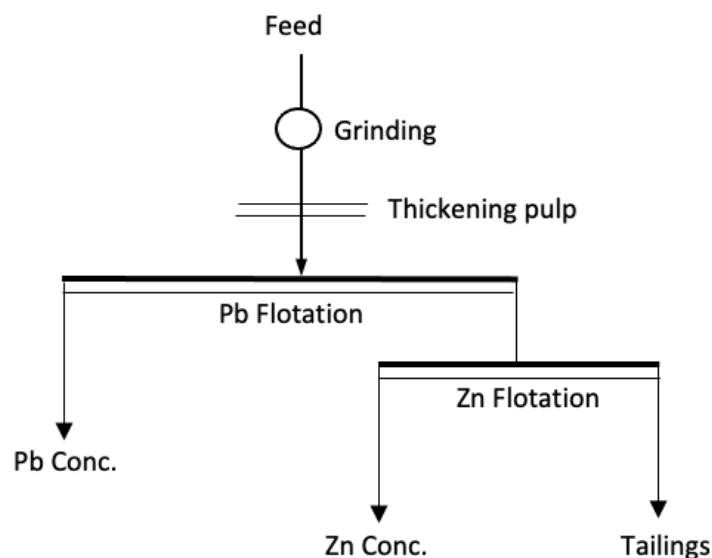 Feed
Grinding
Thickening pulp
Pb Flotation
Zn Flotation
Pb Conc.
Zn Conc.
Tailings